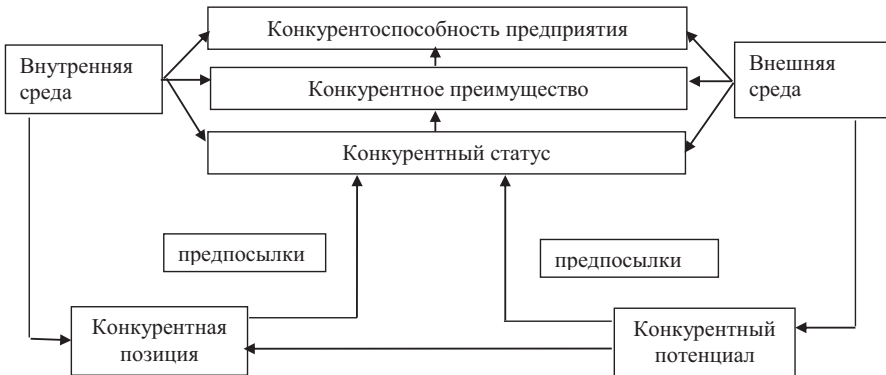 Конкурентоспособность предприятия
Внутренняя
среда
Внешняя
среда
Конкурентное преимущество
Конкурентный статус
предпосылки
предпосылки
Конкурентная
позиция
Конкурентный
потенциал